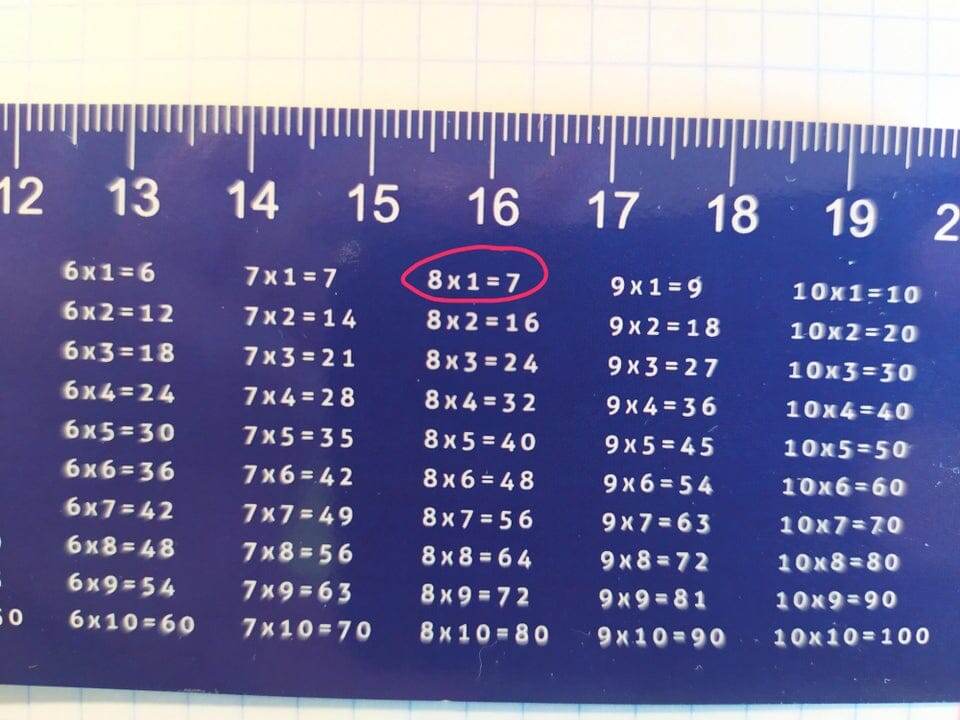 12 13 14 15 16 17 18 19 2
6x1=6 7x1=7 8x1=7 9x1=9 10x1=10
6x2=12 7x2=14 8x2=16 9x2=18 10x2=20
6x3=18 7x3=21 8x3=24 9x3=27 10x3=30
6x4=24 7x4=28 8x4=32 9x4=36 10x4=40
6x5=30 7x5=35 8x5=40 9x5=45 10x5=50
6x6=36 7x6=42 8x6=48 9x6=54 10x6=60
6x7=42 7x7=49 8x7=56 9x7=63 10x7=70
6x8=48 7x8=56 8x8=64 9x8=72 10x8=80
6x9=54 7x9=63 8x9=72 9x9=81 10x9=90
6x10=60 7x10=70 8x10=80 9x10=90 10x10=100